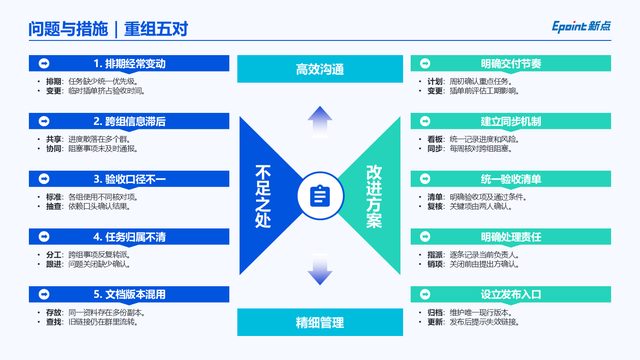 问题与措施｜重组五对
Epoint新点
1. 排期经常变动
• 排期：任务缺少统一优先级。
• 变更：临时插单挤占验收时间。
2. 跨组信息滞后
• 共享：进度散落在多个群。
• 协同：阻塞事项未及时通报。
3. 验收口径不一
• 标准：各组使用不同核对项。
• 抽查：依赖口头确认结果。
4. 任务归属不清
• 分工：跨组事项反复转派。
• 跟进：问题关闭缺少确认。
5. 文档版本混用
• 存放：同一资料存在多份副本。
• 查找：旧链接仍在群里流转。
高效沟通
不足之处
改进方案
精细管理
明确交付节奏
• 计划：周初确认重点任务。
• 变更：插单前评估工期影响。
建立同步机制
• 看板：统一记录进度和风险。
• 同步：每周核对跨组阻塞。
统一验收清单
• 清单：明确验收项及通过条件。
• 复核：关键项由两人确认。
明确处理责任
• 指派：逐条记录当前负责人。
• 销项：关闭前由提出方确认。
设立发布入口
• 归档：维护唯一现行版本。
• 更新：发布后提示失效链接。